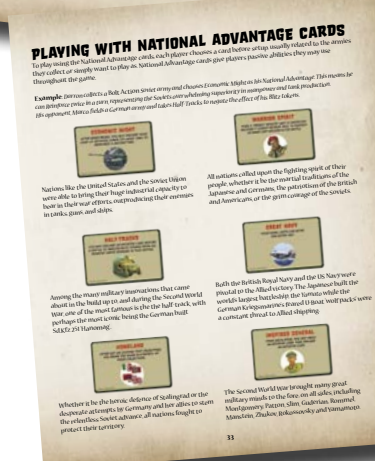 PLAYING WITH NATIONAL ADVANTAGE CARDS
To play using the National Advantage cards, each player chooses a card before setup, usually related to the armies
they collect or simply want to play as. National Advantage cards give players passive abilities they may use
throughout the game.
Example: Darran collects a Bolt Action Soviet army and chooses Economic Might as his National Advantage. This means he
can Reinforce twice in a turn, representing the Soviets overwhelming superiority in manpower and tank production.
His opponent Marco fields a German army and takes Half-Tracks to negate the effect of his Blitz tokens.
ECONOMIC MIGHT
Nations like the United States and the Soviet Union
were able to bring their huge industrial capacity to
bear in their war efforts, outproducing their enemies
in tanks, guns, and ships.
WARRIOR SPIRIT
All nations called upon the fighting spirit of their
people, whether it be the martial traditions of the
Japanese and Germans, the patriotism of the British
and Americans, or the grim courage of the Soviets.
HALF-TRACKS
Among the many military innovations that came
about in the build up to and during the Second World
War, one of the most famous is the the half-track, with
perhaps the most iconic being the German built
Sd.Kfz 251 Hanomag.
GREAT NAVY
Both the British Royal Navy and the US Navy were
pivotal to the Allied victory. The Japanese built the
world's largest battleship, the Yamato while the
German Kriegsmarine's feared U-Boat 'wolf packs' were
a constant threat to Allied shipping.
HOMELAND
Whether it be the heroic defence of Stalingrad or the
desperate attempts by Germany and her allies to stem
the relentless Soviet advance, all nations fought to
protect their territory.
INSPIRED GENERAL
The Second World War brought many great
military minds to the fore, on all sides, including
Montgomery, Patton, Slim, Guderian, Rommel,
Manstein, Zhukov, Rokossovsky and Yamamoto.
33